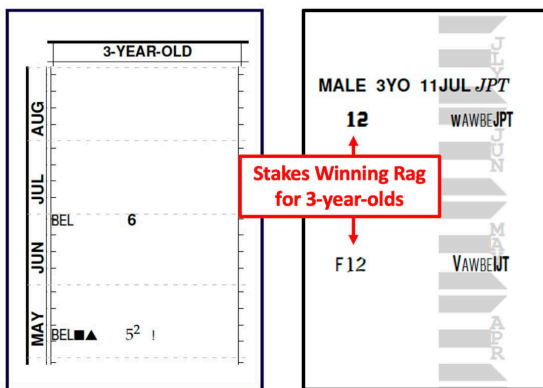 3-YEAR-OLD
AUG
JUL
BEL 6
JUN
MAY
BEL■▲ 5² !
JUL
MALE 3YO 11JUL JPT
12 wAWBEJPT
JUN
Stakes Winning Rag
for 3-year-olds
MAY
F12 VAWBEIJT
APR